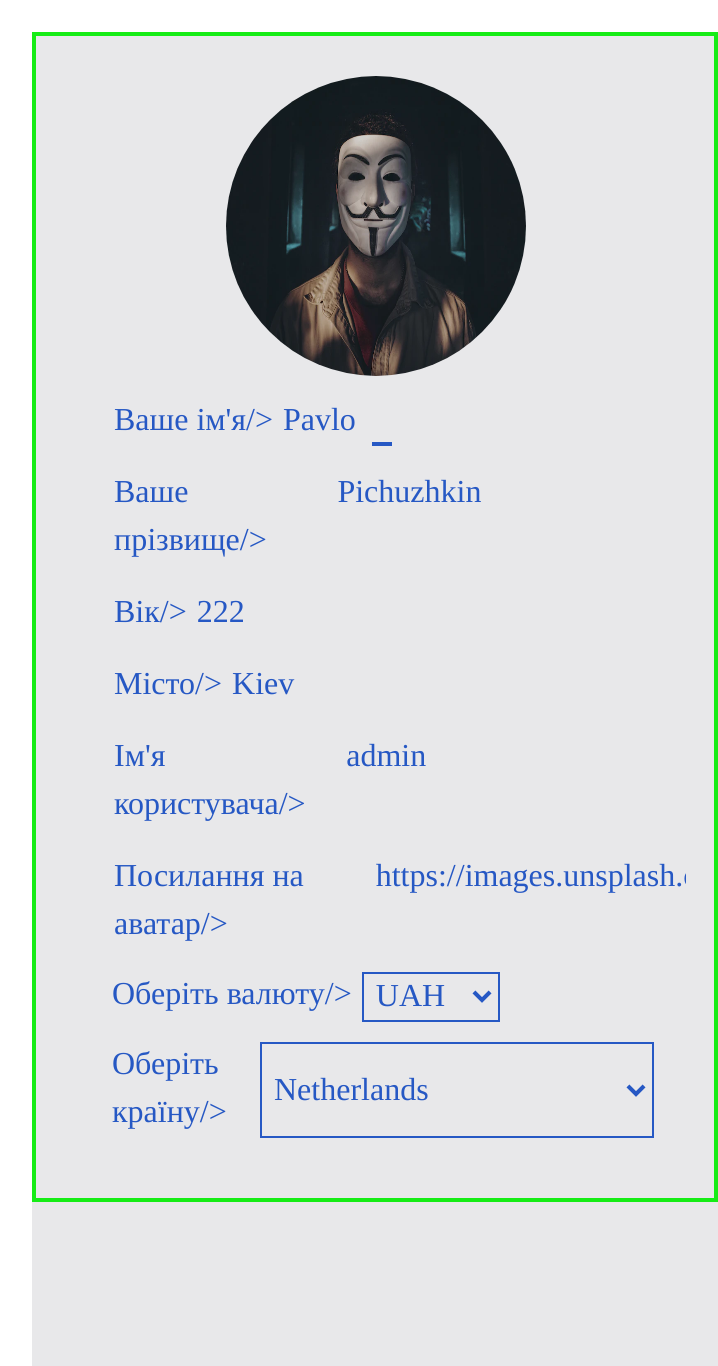 Ваше ім'я/> Pavlo _
Ваше Pichuzhkin
прізвище/>
Вік/> 222
Місто/> Kiev
Ім'я admin
користувача/>
Посилання на https://images.unsplash.
аватар/>
Оберіть валюту/> UAH
Оберіть
країну/> Netherlands